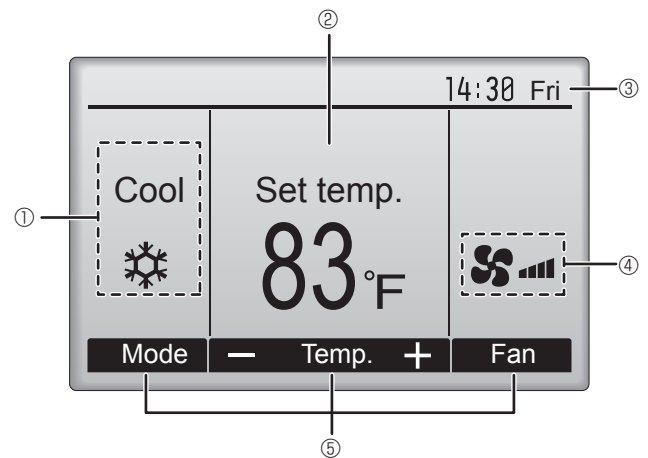 ②
14:30 Fri
③
Cool
Set temp.
①
83°F
④
Mode
— Temp. +
Fan
⑤